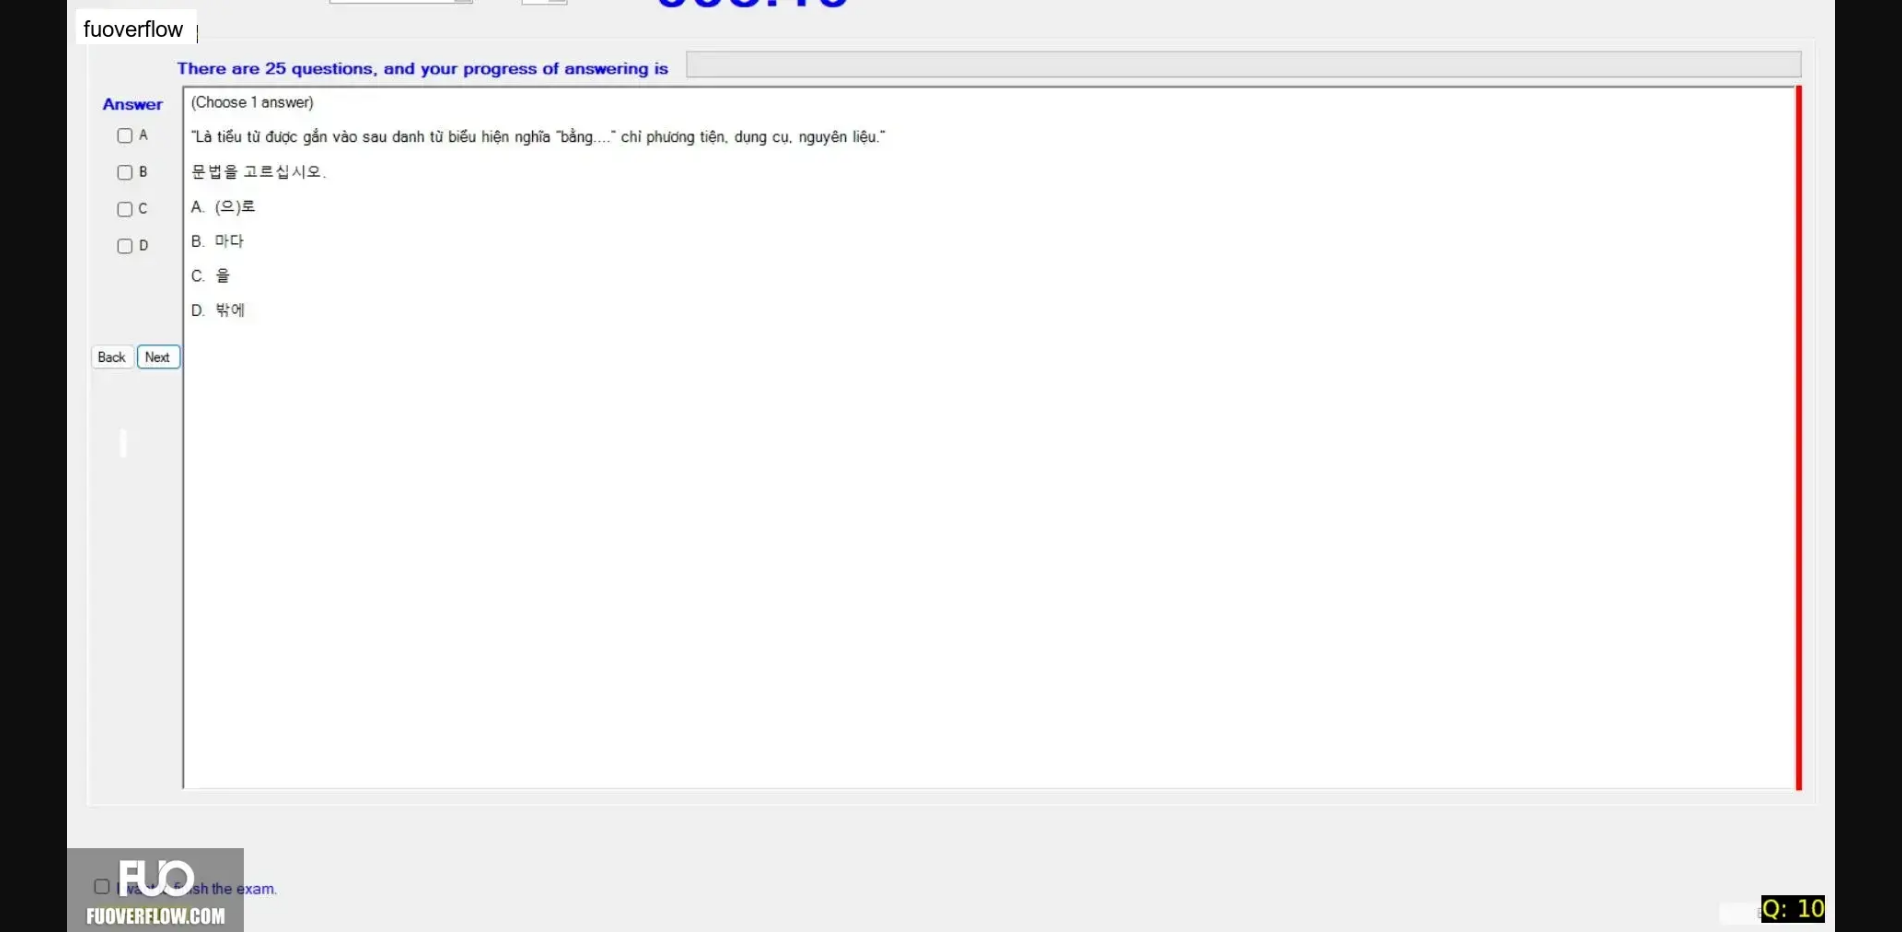 fuoverflow
There are 25 questions, and your progress of answering is
Answer
(Choose 1 answer)
A
"Là tiểu từ được gắn vào sau danh từ biểu hiện nghĩa "bằng...." chỉ phương tiện, dụng cụ, nguyên liệu."
B
문법을 고르십시오.
C
A. (으)로
D
B. 마다
C. 을
D. 밖에
Back Next
FUO
the exam.
FUOVERFLOW.COM
Q: 10